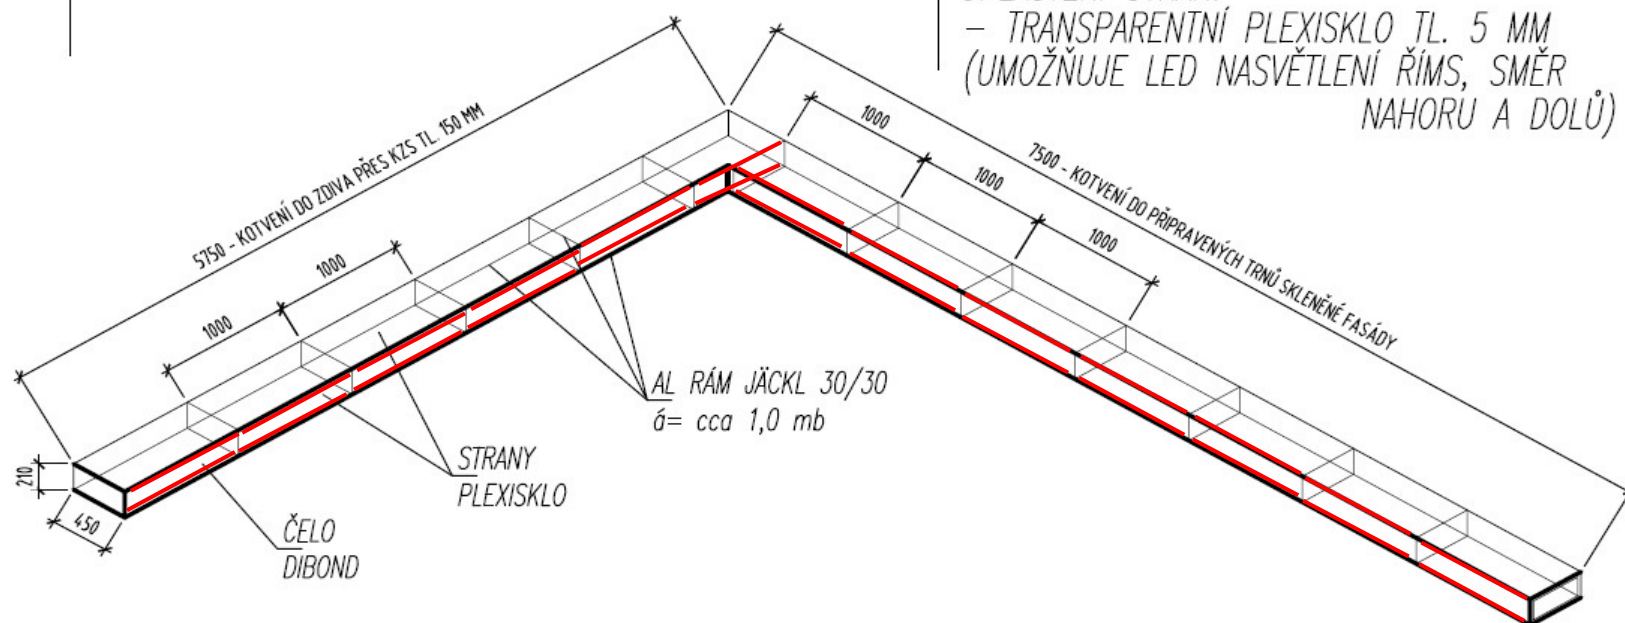 – TRANSPARENTNÍ PLEXISKLO TL. 5 MM
(UMOŽŇUJE LED NASVĚTLENÍ ŘÍMS, SMĚR
NAHORU A DOLŮ)
5750 - KOTVENÍ DO ZDIVA PŘES KZS TL. 150 MM
7500 - KOTVENÍ DO PŘIPRAVENÝCH TRNŮ SKLENĚNÉ FASÁDY
1000
1000
1000
1000
1000
AL RÁM JÄCKL 30/30
á= cca 1,0 mb
STRANY
PLEXISKLO
210
450
ČELO
DIBOND